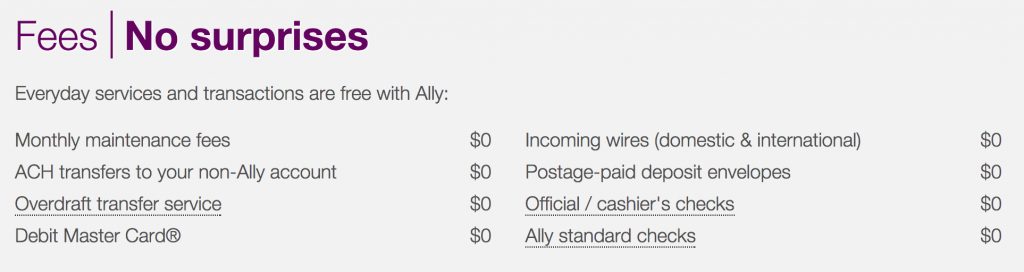 Fees | No surprises
Everyday services and transactions are free with Ally:
Monthly maintenance fees $0
ACH transfers to your non-Ally account $0
Overdraft transfer service $0
Debit Master Card® $0
Incoming wires (domestic & international) $0
Postage-paid deposit envelopes $0
Official / cashier's checks $0
Ally standard checks $0